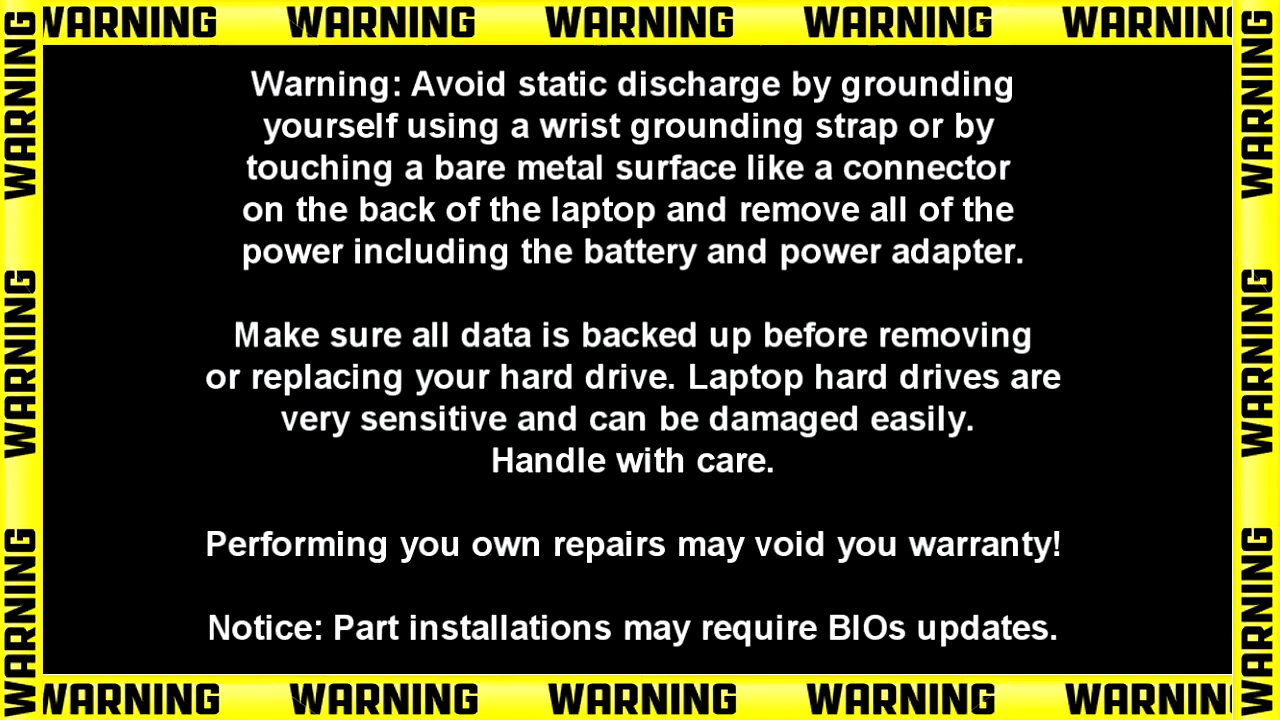 WARNING WARNING WARNING WARNING WARNING
WARNING
WARNING
WARNING
Warning: Avoid static discharge by grounding
yourself using a wrist grounding strap or by
touching a bare metal surface like a connector
on the back of the laptop and remove all of the
power including the battery and power adapter.
Make sure all data is backed up before removing
or replacing your hard drive. Laptop hard drives are
very sensitive and can be damaged easily.
Handle with care.
Performing you own repairs may void you warranty!
Notice: Part installations may require BIOs updates.
WARNING
WARNING
WARNING
WARNING WARNING WARNING WARNING WARNING